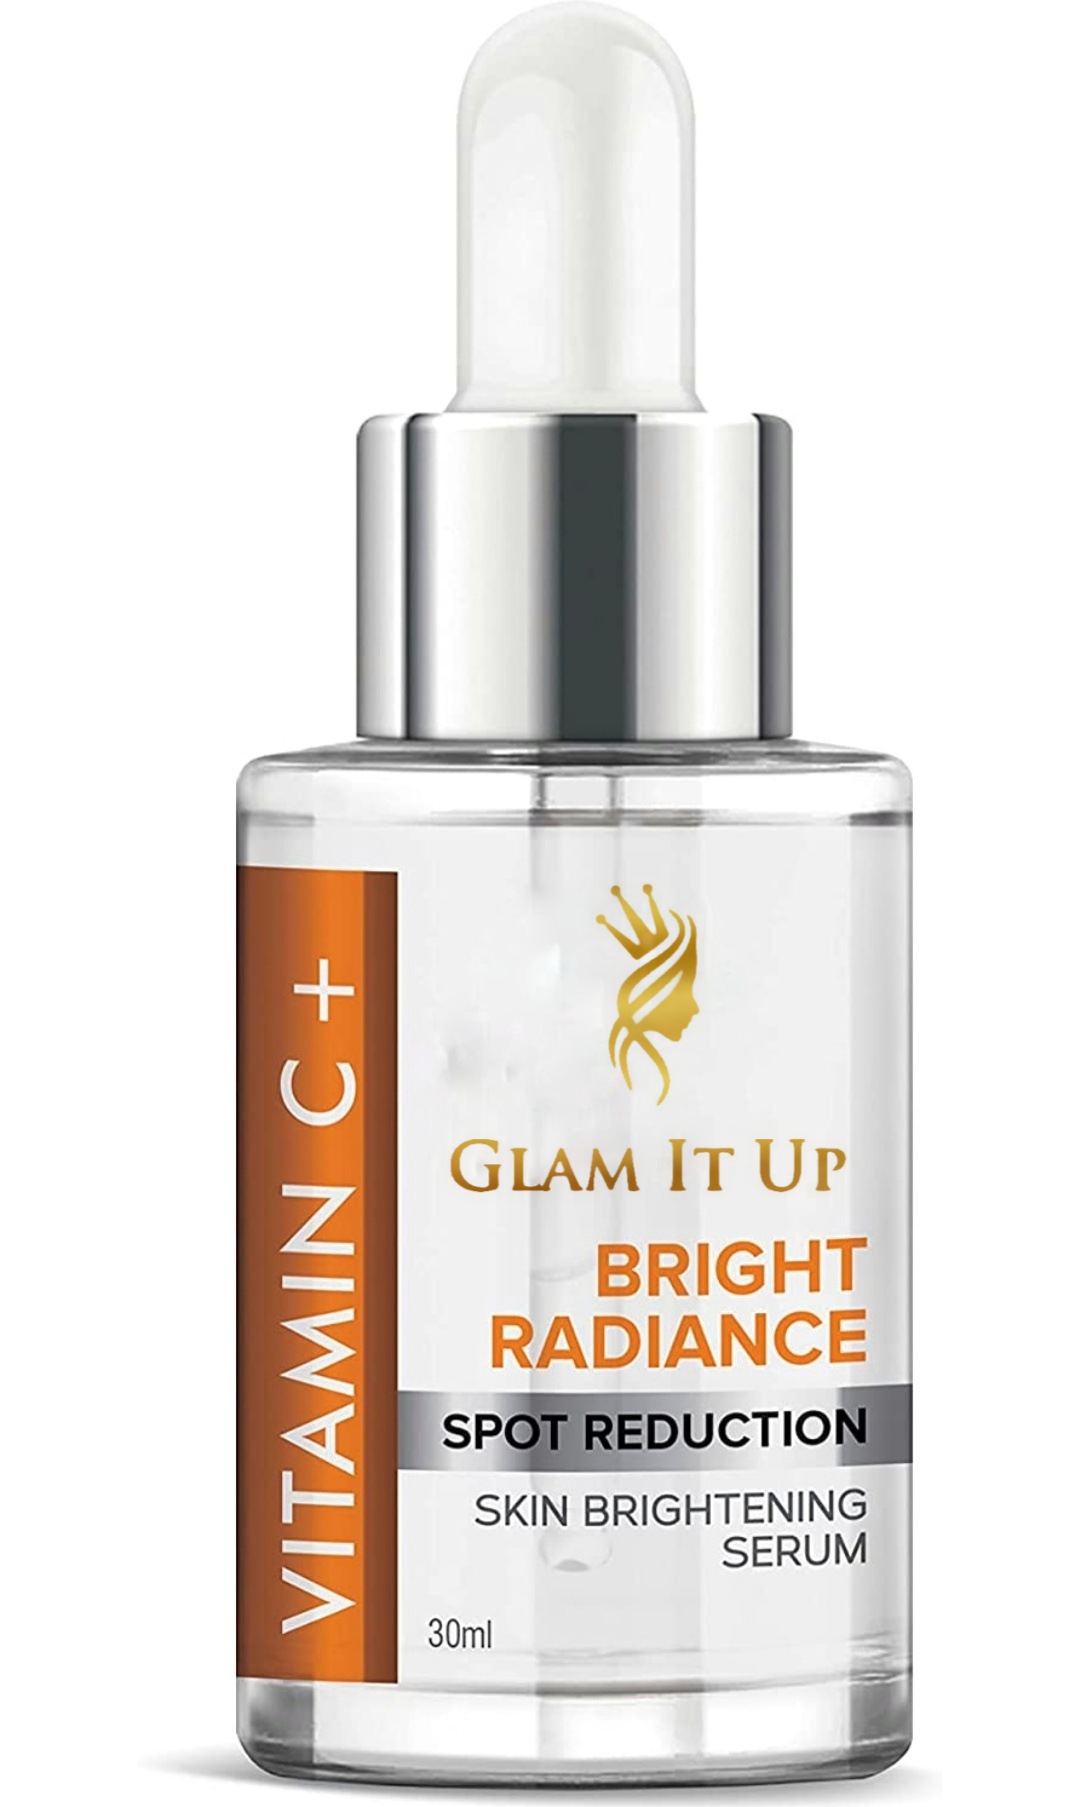 VITAMIN C +
GLAM IT UP
BRIGHT
RADIANCE
SPOT REDUCTION
SKIN BRIGHTENING
SERUM
30ml